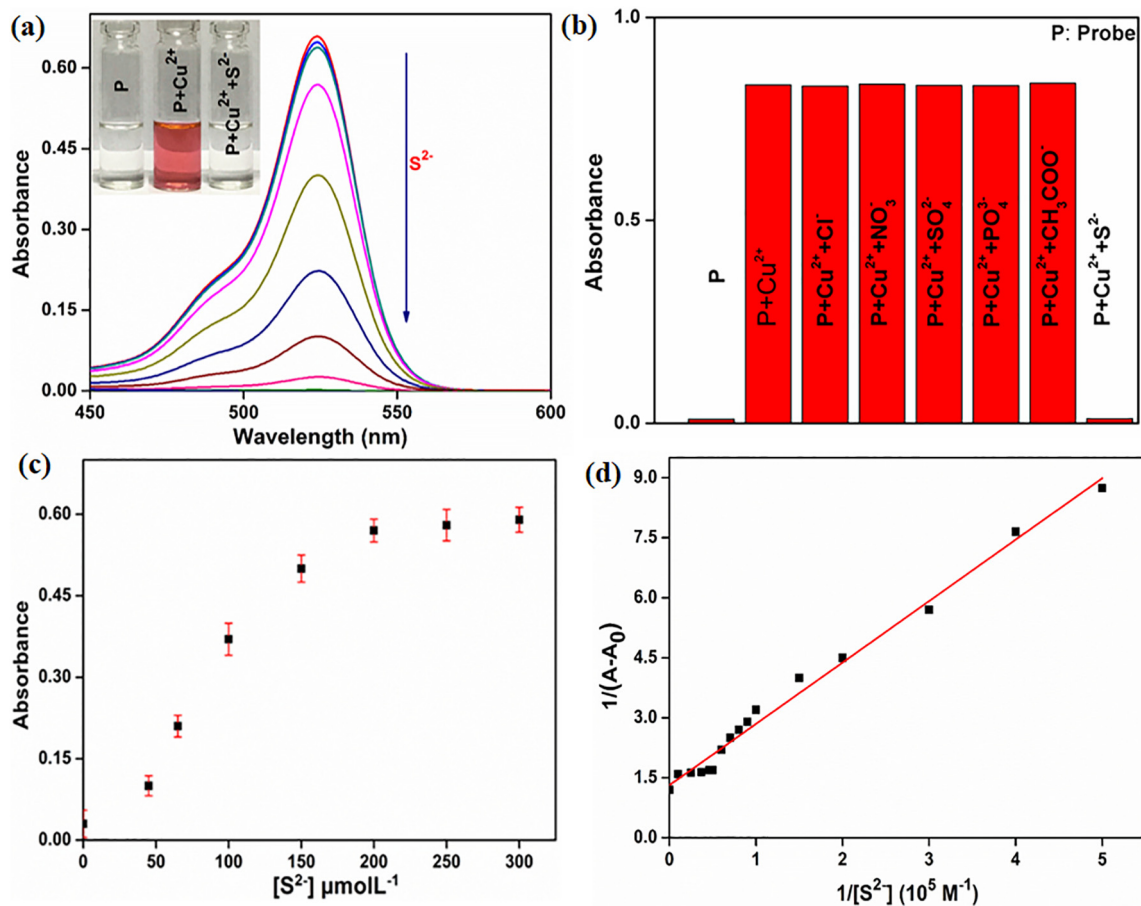 (a)
0.60
0.45
0.30
0.15
0.00
450
500
550
600
Absorbance
Wavelength (nm)
P
P+Cu²⁺
P+Cu²⁺+S²⁻
S²⁻
(b)
P: Probe
1.0
0.5
0.0
Absorbance
P
P+Cu²⁺
P+Cu²⁺+Cl⁻
P+Cu²⁺+NO₃⁻
P+Cu²⁺+SO₄²⁻
P+Cu²⁺+PO₄³⁻
P+Cu²⁺+CH₃COO⁻
P+Cu²⁺+S²⁻
(c)
0.60
0.45
0.30
0.15
0.00
0
50
100
150
200
250
300
Absorbance
[S²⁻] µmolL⁻¹
(d)
9.0
7.5
6.0
4.5
3.0
1.5
0.0
0
1
2
3
4
5
1/(A-A₀)
1/[S²⁻] (10⁵ M⁻¹)